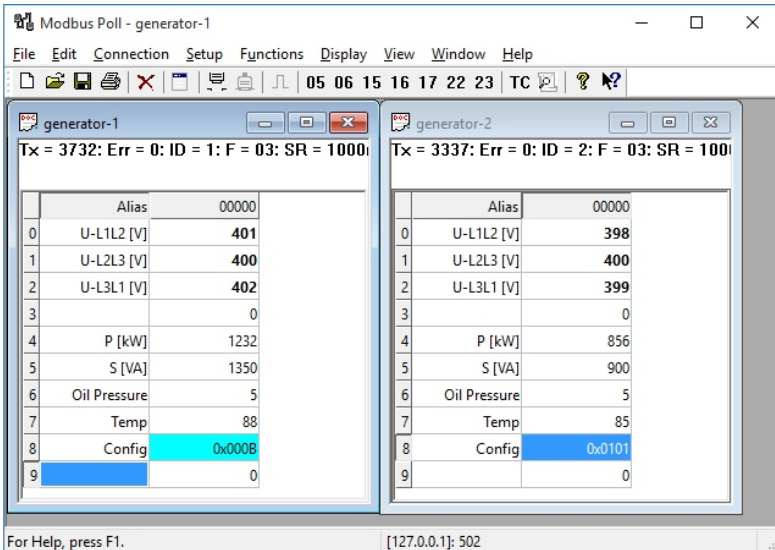 Modbus Poll - generator-1
File Edit Connection Setup Functions Display View Window Help
05 06 15 16 17 22 23 TC
generator-1
Tx = 3732: Err = 0: ID = 1: F = 03: SR = 1000
Alias 00000
0 U-L1L2 [V] 401
1 U-L2L3 [V] 400
2 U-L3L1 [V] 402
3 0
4 P [kW] 1232
5 S [VA] 1350
6 Oil Pressure 5
7 Temp 88
8 Config 0x000B
9 0
generator-2
Tx = 3337: Err = 0: ID = 2: F = 03: SR = 100
Alias 00000
0 U-L1L2 [V] 398
1 U-L2L3 [V] 400
2 U-L3L1 [V] 399
3 0
4 P [kW] 856
5 S [VA] 900
6 Oil Pressure 5
7 Temp 85
8 Config 0x0101
9 0
For Help, press F1. [127.0.0.1]: 502